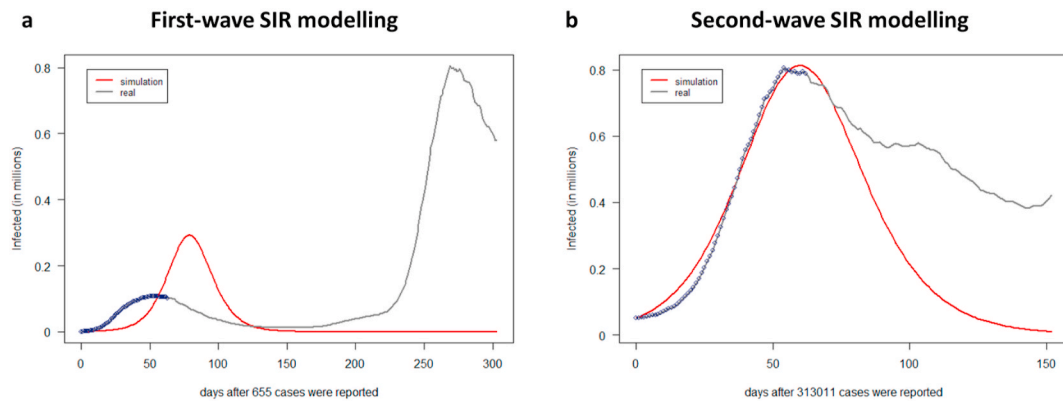 a First-wave SIR modelling
simulation
real
Infected (in millions)
0.8
0.6
0.4
0.2
0
0 50 100 150 200 250 300
days after 655 cases were reported
b Second-wave SIR modelling
simulation
real
Infected (in millions)
0.8
0.6
0.4
0.2
0
0 50 100 150
days after 313011 cases were reported